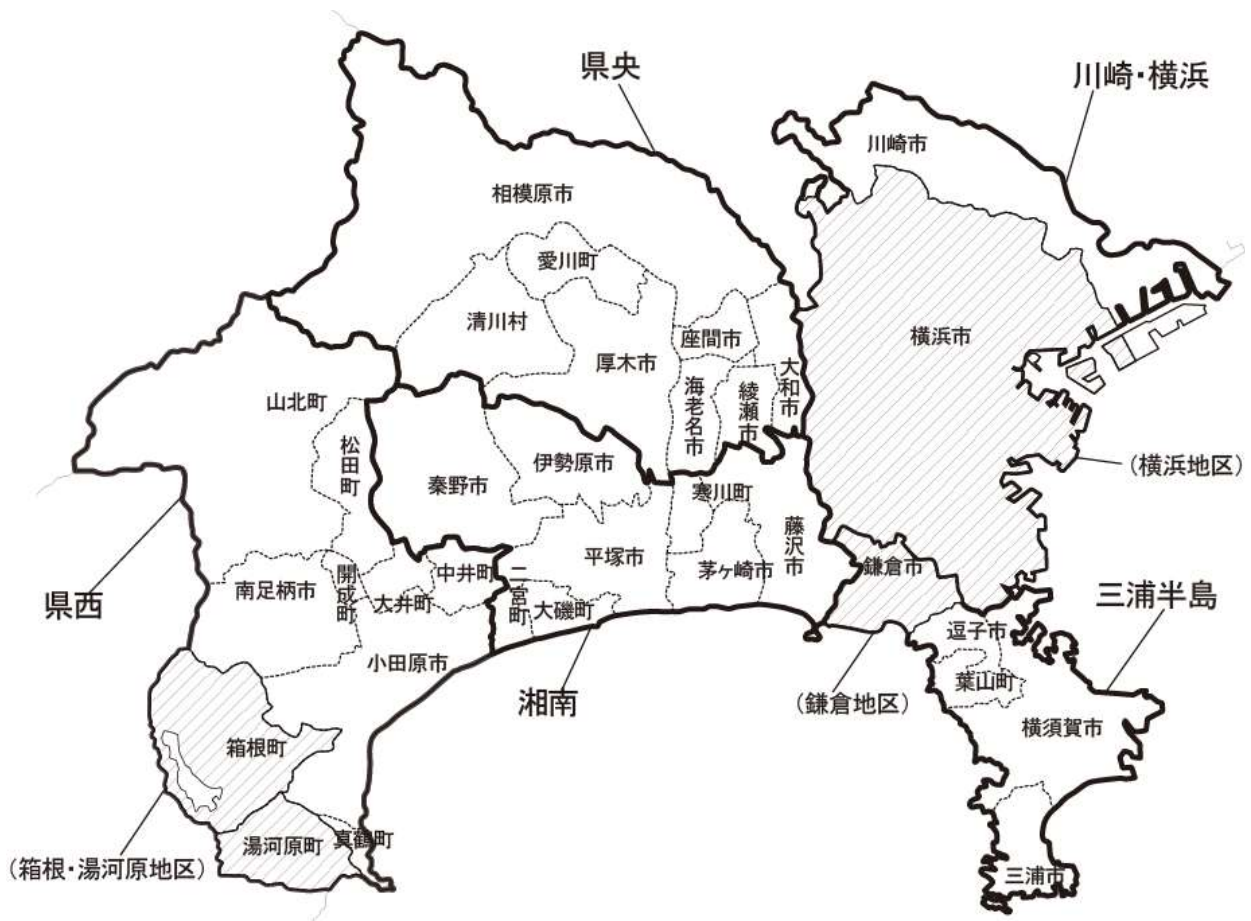 県央
川崎・横浜
川崎市
相模原市
愛川町
清川村
座間市
厚木市
横浜市
大和市
海老名市
綾瀬市
山北町
松田町
伊勢原市
秦野市
(横浜地区)
寒川町
藤沢市
平塚市
鎌倉市
茅ヶ崎市
中井町
二宮町
南足柄市
開成町
大井町
大磯町
県西
三浦半島
逗子市
小田原市
葉山町
湘南
(鎌倉地区)
横須賀市
箱根町
湯河原町
真鶴町
(箱根・湯河原地区)
三浦市